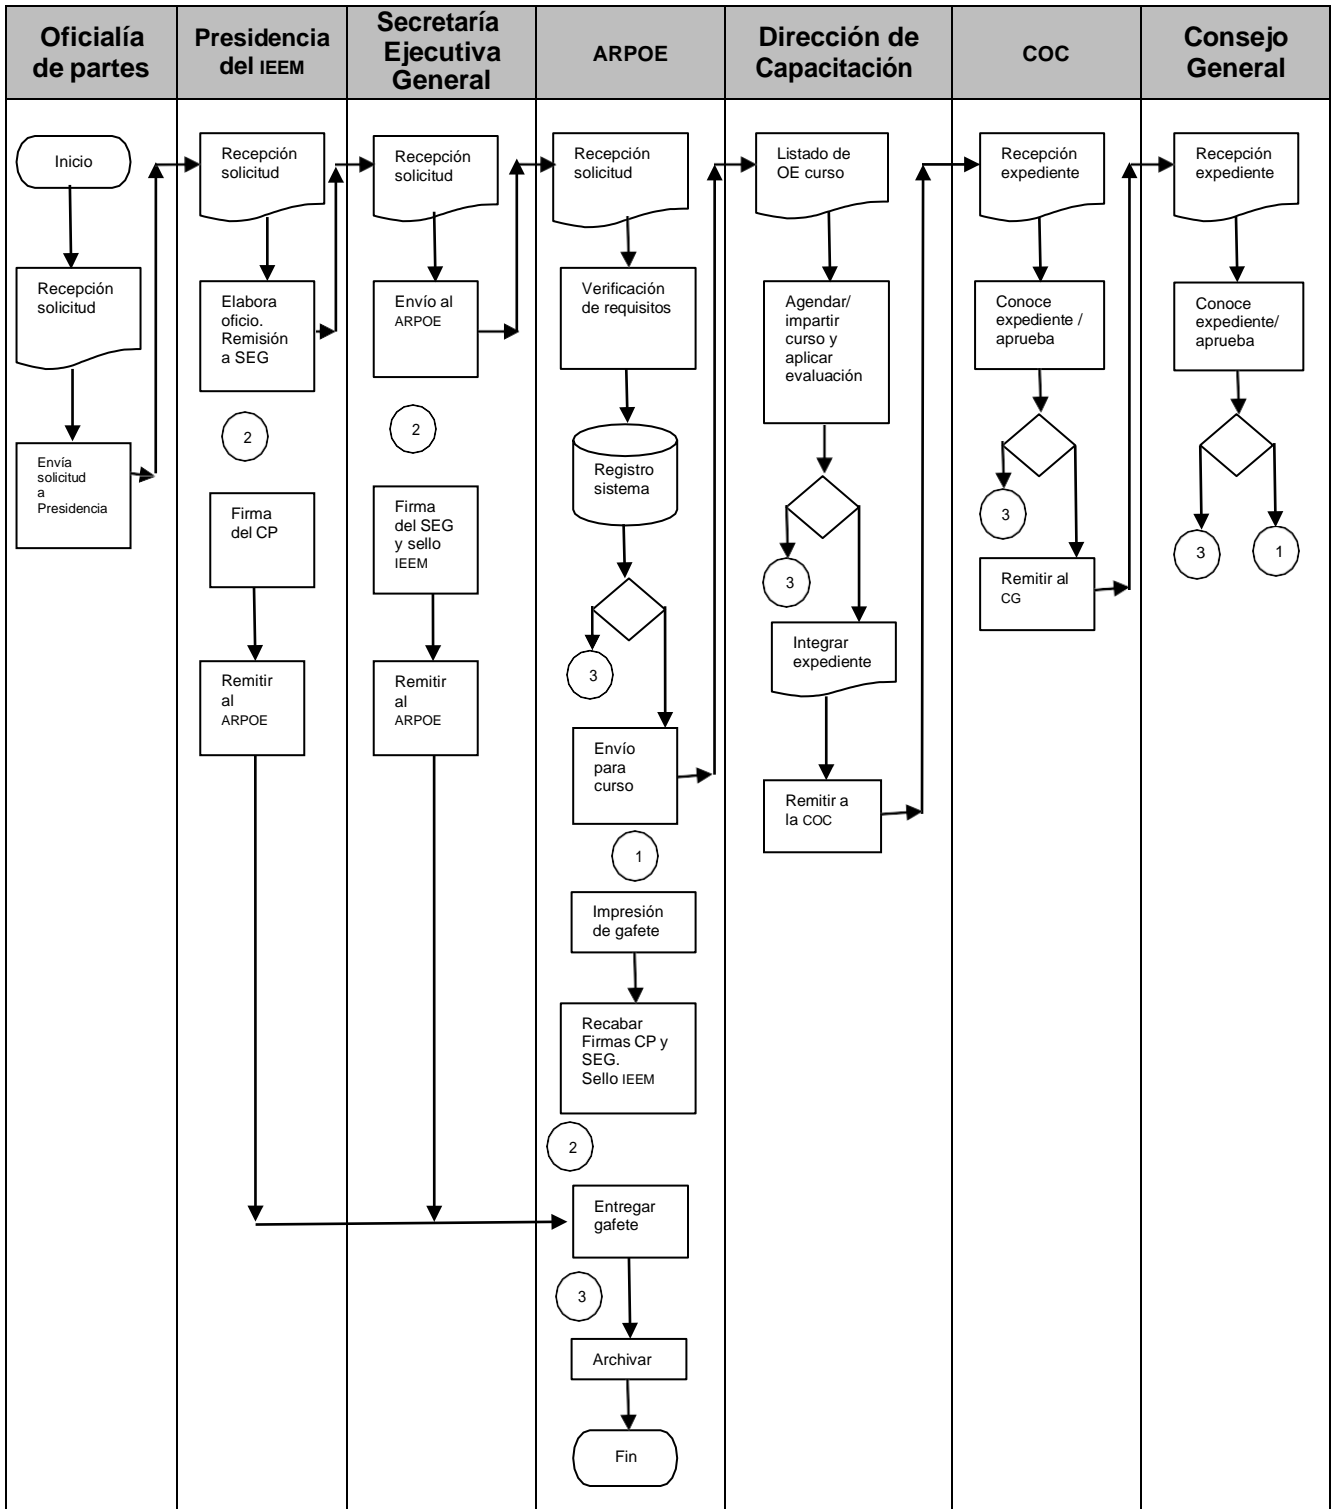 Oficialía
de partes
Presidencia
del IEEM
Secretaría
Ejecutiva
General
ARPOE
Dirección de
Capacitación
COC
Consejo
General
Inicio
Recepción
solicitud
Envía
solicitud
a
Presidencia
Recepción
solicitud
Elabora
oficio.
Remisión
a SEG
2
Firma
del CP
Remitir
al
ARPOE
Recepción
solicitud
Envío al
ARPOE
2
Firma
del SEG
y sello
IEEM
Remitir
al
ARPOE
Recepción
solicitud
Verificación
de requisitos
Registro
sistema
3
Envío
para
curso
1
Impresión
de gafete
Recabar
Firmas CP y
SEG.
Sello IEEM
2
Entregar
gafete
3
Archivar
Fin
Listado de
OE curso
Agendar/
impartir
curso y
aplicar
evaluación
3
Integrar
expediente
Remitir a
la COC
Recepción
expediente
Conoce
expediente /
aprueba
3
Remitir al
CG
Recepción
expediente
Conoce
expediente/
aprueba
3
1